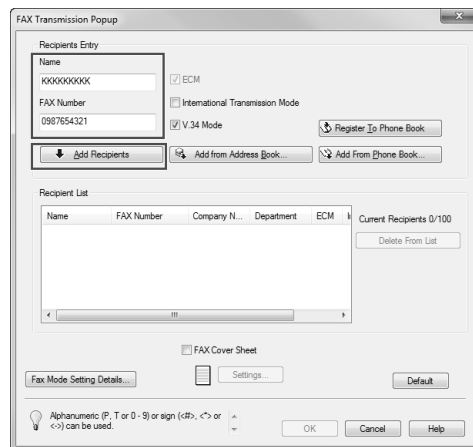 FAX Transmission Popup
Recipients Entry
Name
KKKKKKKKK
ECM
FAX Number
International Transmission Mode
0987654321
V.34 Mode
Register To Phone Book
Add Recipients
Add from Address Book...
Add From Phone Book...
Recipient List
Name FAX Number Company N... Department ECM
Current Recipients 0/100
Delete From List
FAX Cover Sheet
Fax Mode Setting Details...
Settings...
Default
Alphanumeric (P, T or 0 - 9) or sign (<#>, <*> or
<-> ) can be used.
OK Cancel Help